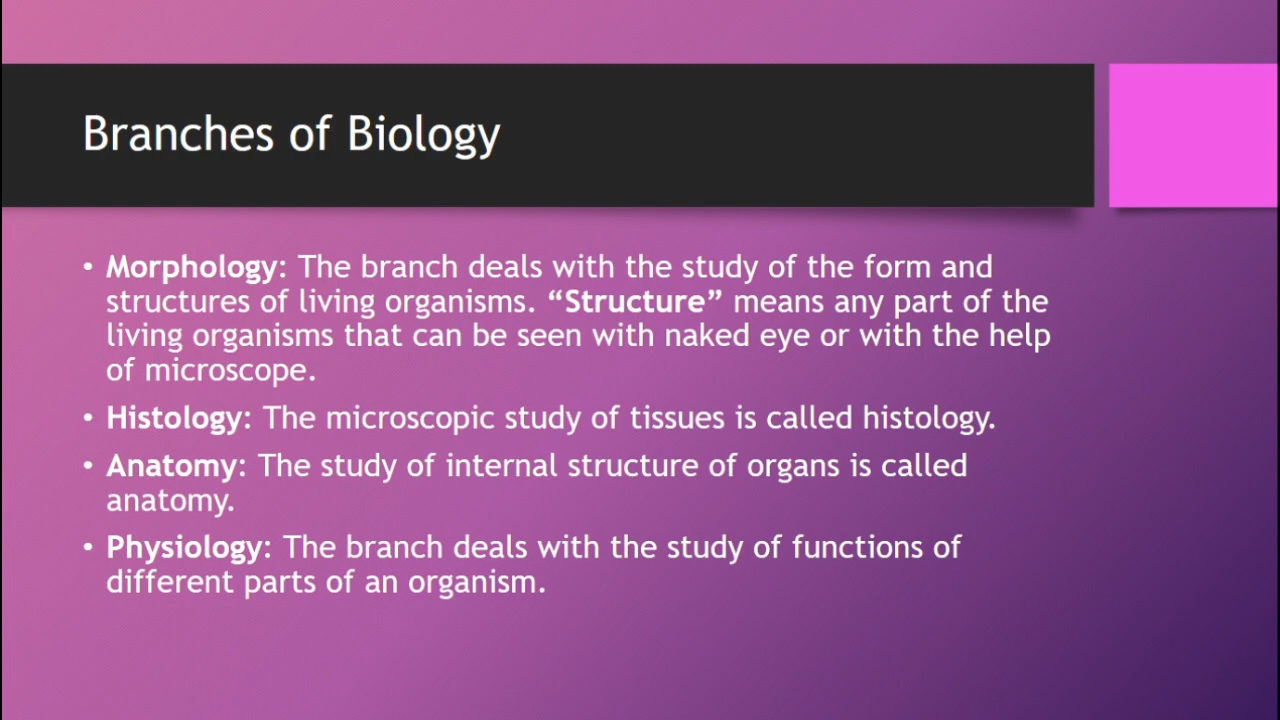 Branches of Biology
• Morphology: The branch deals with the study of the form and
structures of living organisms. “Structure” means any part of the
living organisms that can be seen with naked eye or with the help
of microscope.
• Histology: The microscopic study of tissues is called histology.
• Anatomy: The study of internal structure of organs is called
anatomy.
• Physiology: The branch deals with the study of functions of
different parts of an organism.